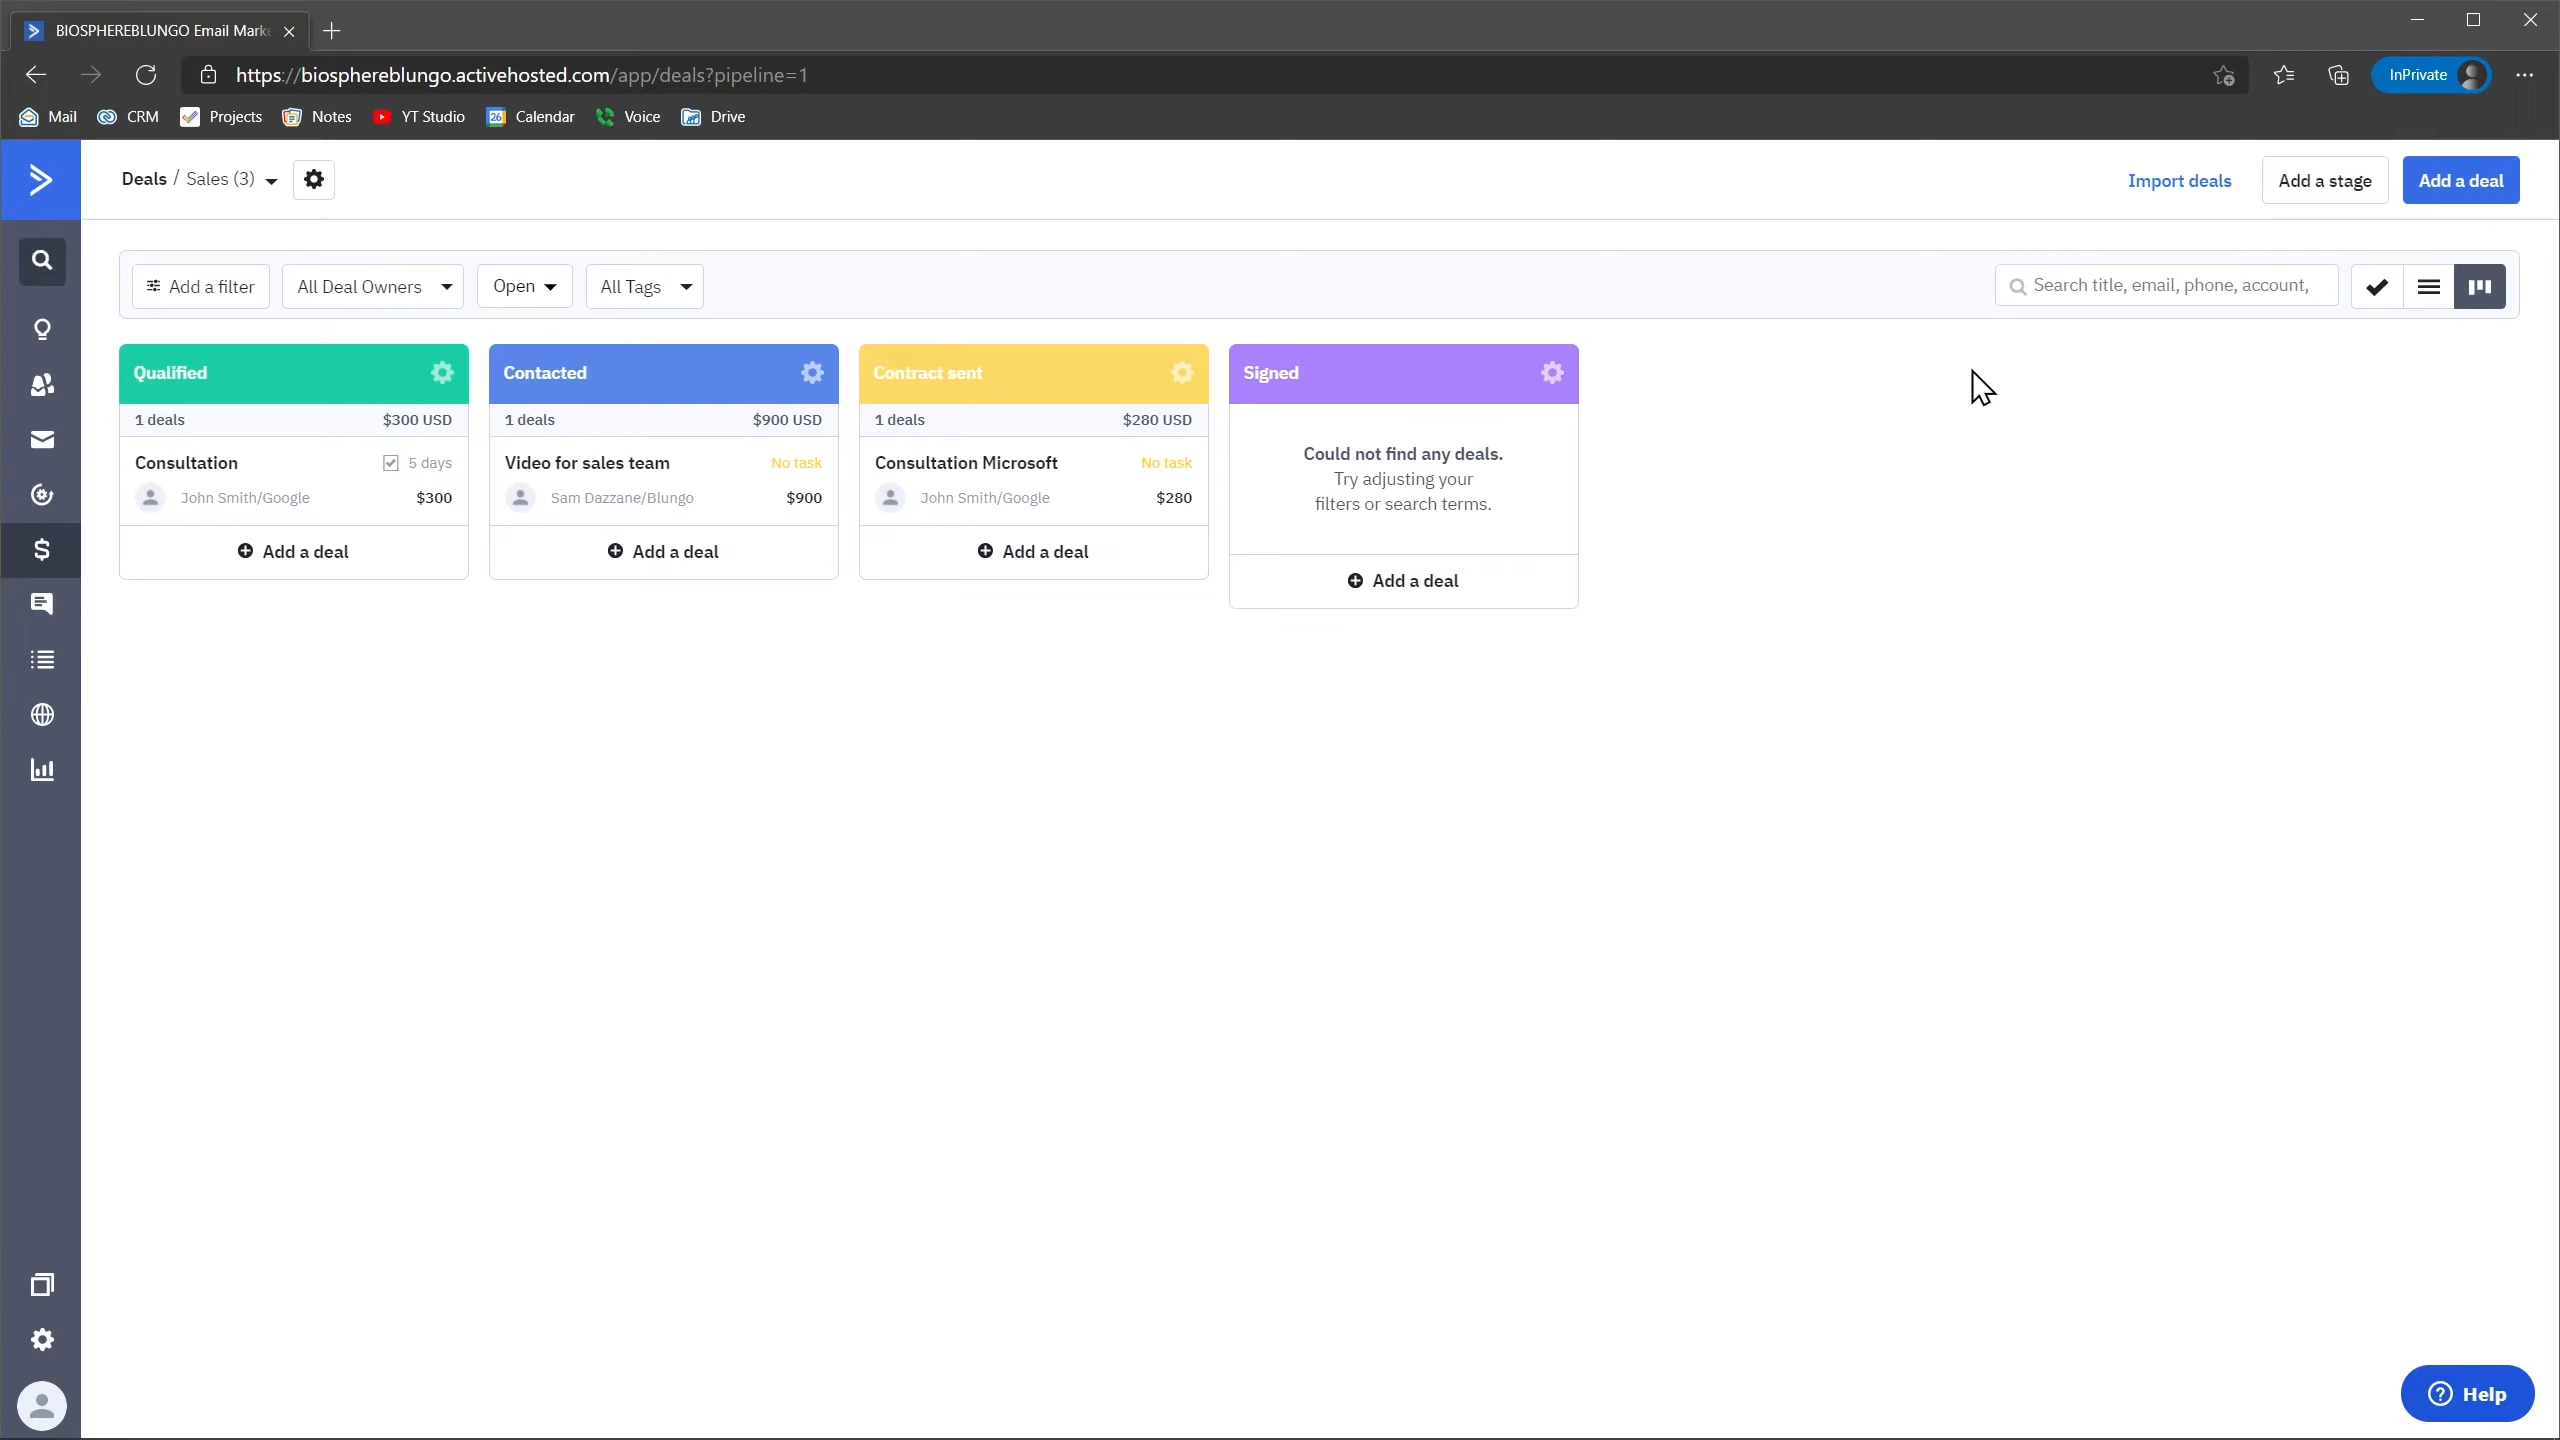 BIOSPHEREBLUNGO Email Mark
https://biosphereblungo.activehosted.com/app/deals?pipeline=1
InPrivate
Mail CRM Projects Notes YT Studio 26 Calendar Voice Drive
Deals / Sales (3)
Import deals
Add a stage
Add a deal
Add a filter
All Deal Owners
Open
All Tags
Search title, email, phone, account,
Qualified
1 deals $300 USD
Consultation 5 days
John Smith/Google $300
Add a deal
Contacted
1 deals $900 USD
Video for sales team No task
Sam Dazzane/Blungo $900
Add a deal
Contract sent
1 deals $280 USD
Consultation Microsoft No task
John Smith/Google $280
Add a deal
Signed
Could not find any deals.
Try adjusting your
filters or search terms.
Add a deal
Help